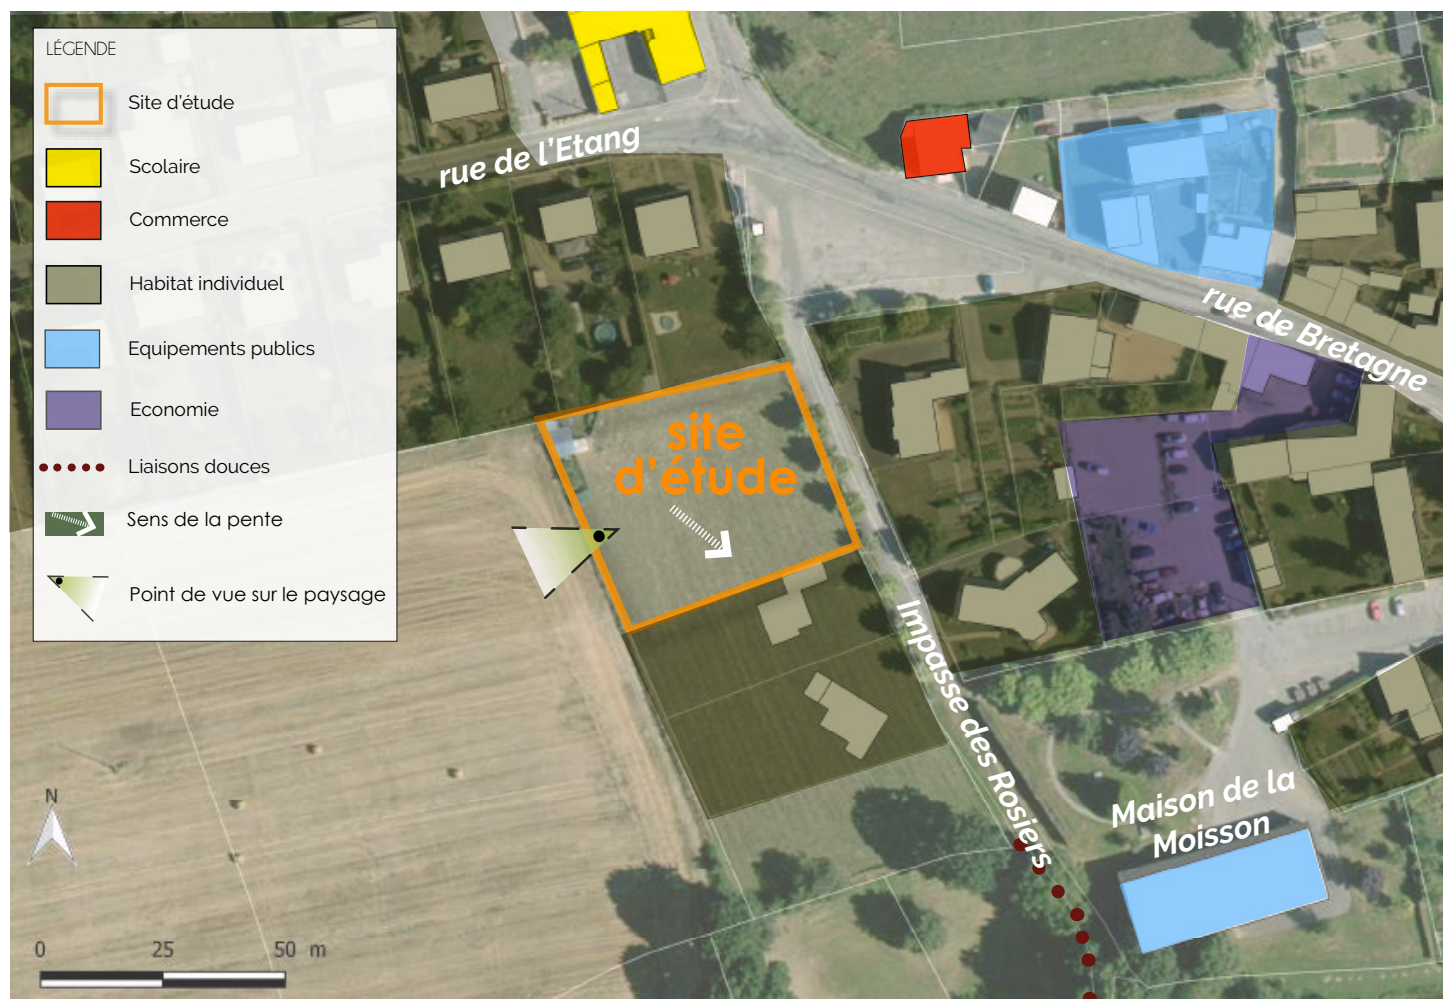 LÉGENDE
Site d'étude
Scolaire
Commerce
Habitat individuel
Equipements publics
Economie
Liaisons douces
Sens de la pente
Point de vue sur le paysage
rue de l'Etang
rue de Bretagne
site
d'étude
Impasse des Rosiers
Maison de la
Moisson
N
0 25 50 m